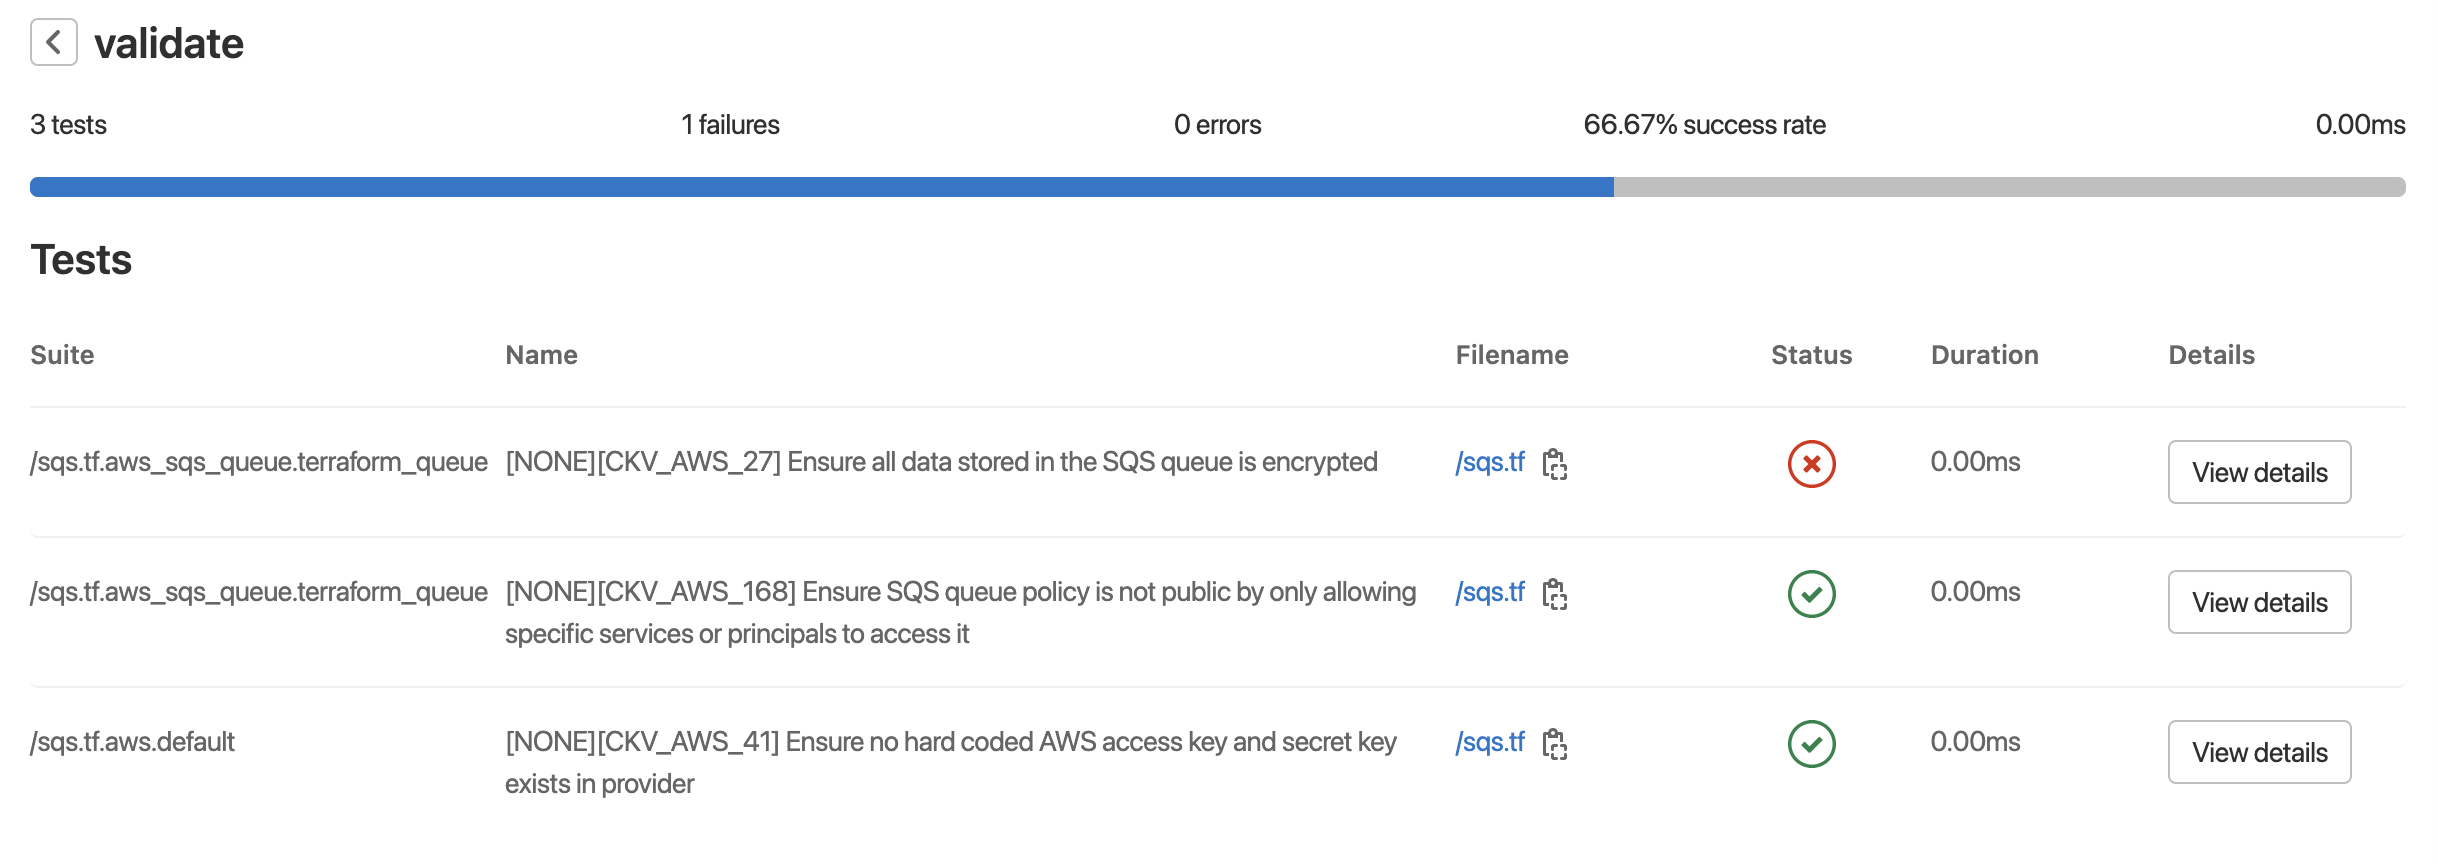 validate
3 tests 1 failures 0 errors 66.67% success rate 0.00ms
Tests
Suite Name Filename Status Duration Details
/sqs.tf.aws_sqs_queue.terraform_queue [NONE][CKV_AWS_27] Ensure all data stored in the SQS queue is encrypted /sqs.tf 0.00ms View details
/sqs.tf.aws_sqs_queue.terraform_queue [NONE][CKV_AWS_168] Ensure SQS queue policy is not public by only allowing /sqs.tf 0.00ms View details
specific services or principals to access it
/sqs.tf.aws.default [NONE][CKV_AWS_41] Ensure no hard coded AWS access key and secret key /sqs.tf 0.00ms View details
exists in provider